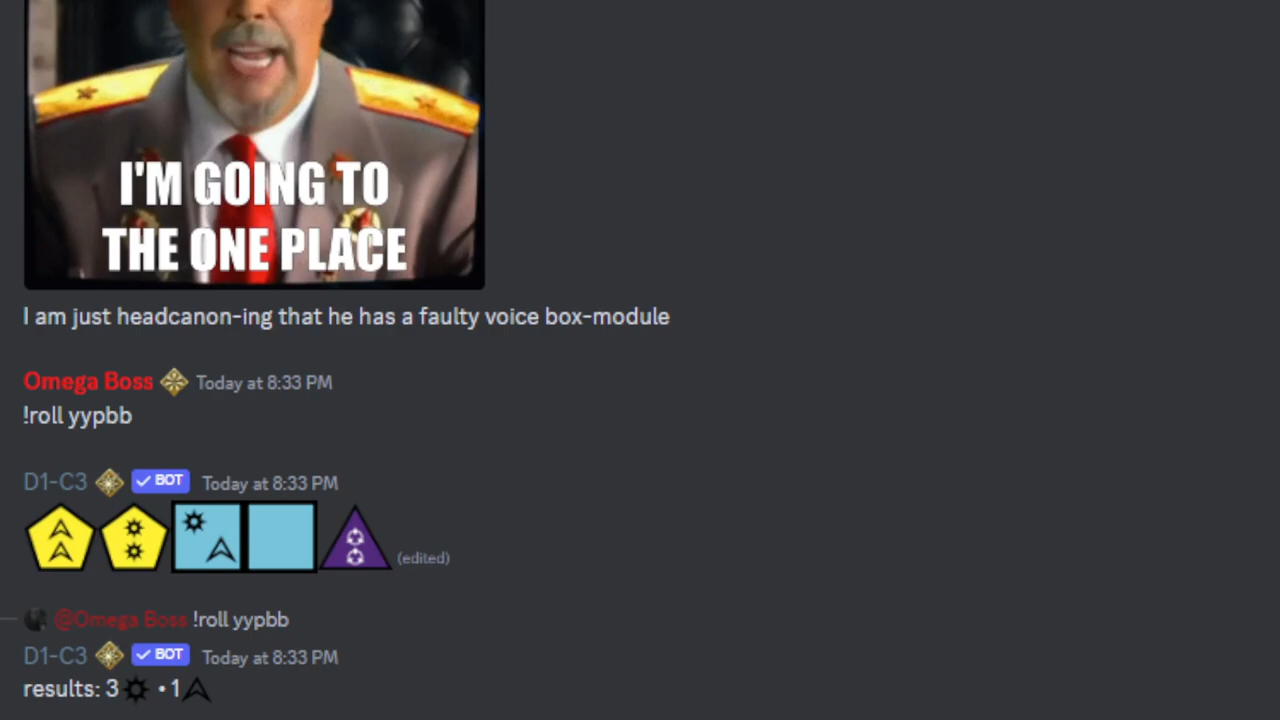 I'M GOING TO
THE ONE PLACE
I am just headcanon-ing that he has a faulty voice box-module
Omega Boss Today at 8:33 PM
!roll yypbb
D1-C3 BOT Today at 8:33 PM
(edited)
@Omega Boss !roll yypbb
D1-C3 BOT Today at 8:33 PM
results: 3 • 1